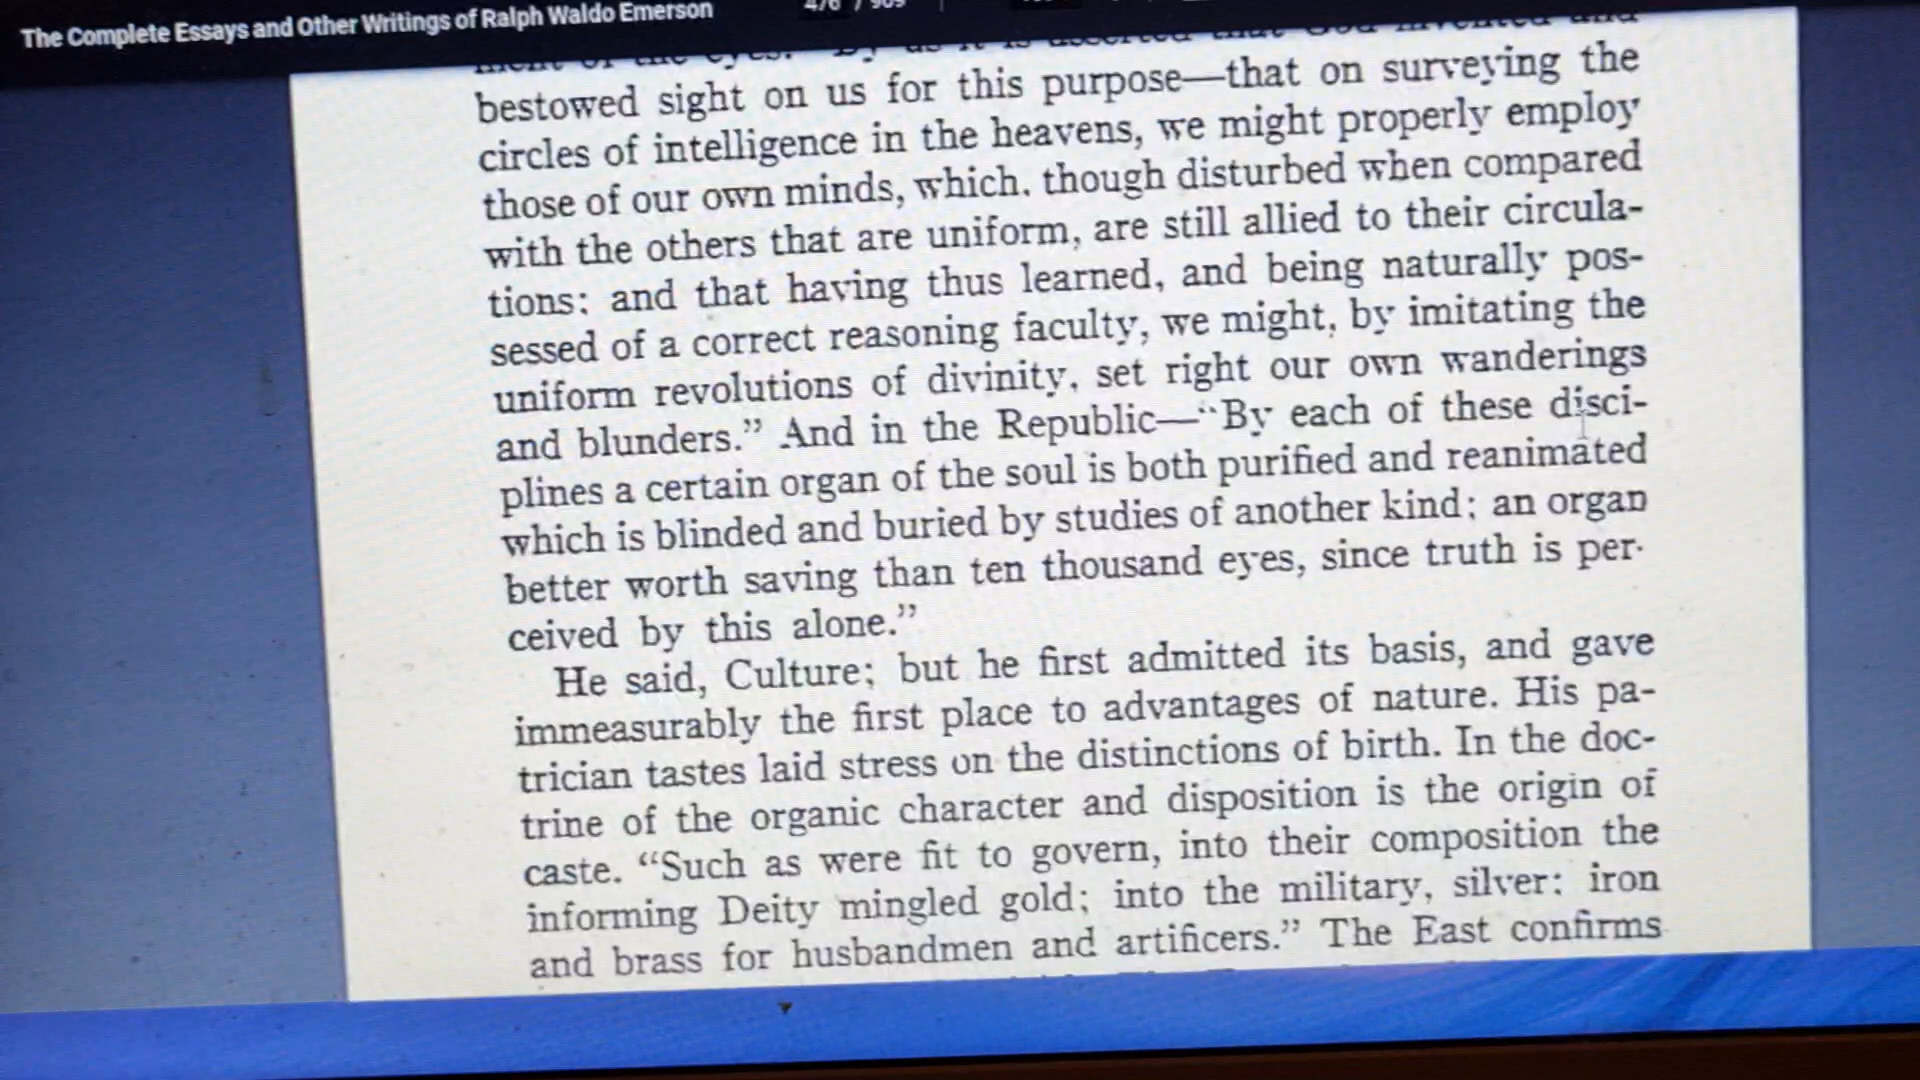 The Complete Essays and Other Writings of Ralph Waldo Emerson
bestowed sight on us for this purpose—that on surveying the
circles of intelligence in the heavens, we might properly employ
those of our own minds, which. though disturbed when compared
with the others that are uniform, are still allied to their circula-
tions; and that having thus learned, and being naturally pos-
sessed of a correct reasoning faculty, we might, by imitating the
uniform revolutions of divinity, set right our own wanderings
and blunders.” And in the Republic—“By each of these disci-
plines a certain organ of the soul is both purified and reanimated
which is blinded and buried by studies of another kind; an organ
better worth saving than ten thousand eyes, since truth is per-
ceived by this alone.”
He said, Culture; but he first admitted its basis, and gave
immeasurably the first place to advantages of nature. His pa-
trician tastes laid stress on the distinctions of birth. In the doc-
trine of the organic character and disposition is the origin of
caste. “Such as were fit to govern, into their composition the
informing Deity mingled gold; into the military, silver: iron
and brass for husbandmen and artificers.” The East confirms